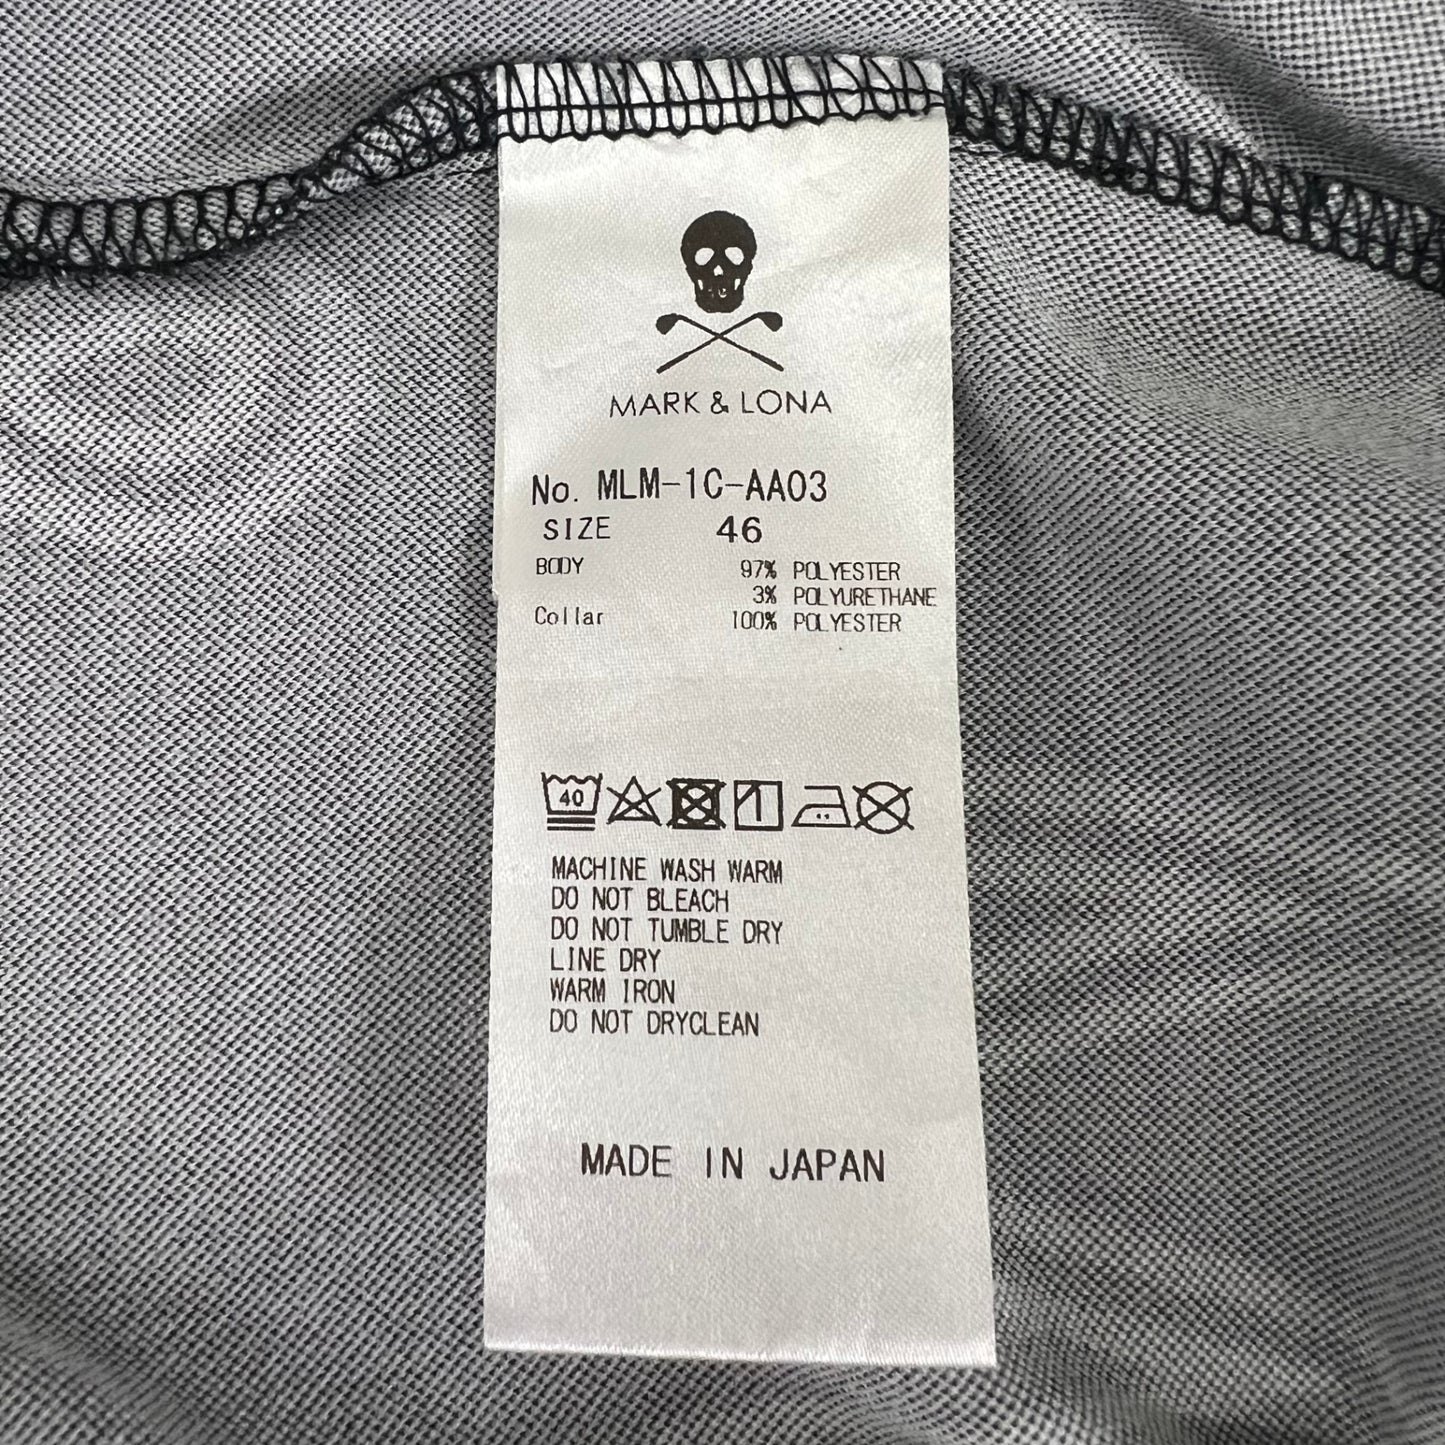 MARK & LONA
No. MLM-1C-AA03
SIZE 46
BODY 97% POLYESTER
3% POLYURETHANE
Collar 100% POLYESTER
40
MACHINE WASH WARM
DO NOT BLEACH
DO NOT TUMBLE DRY
LINE DRY
WARM IRON
DO NOT DRYCLEAN
MADE IN JAPAN